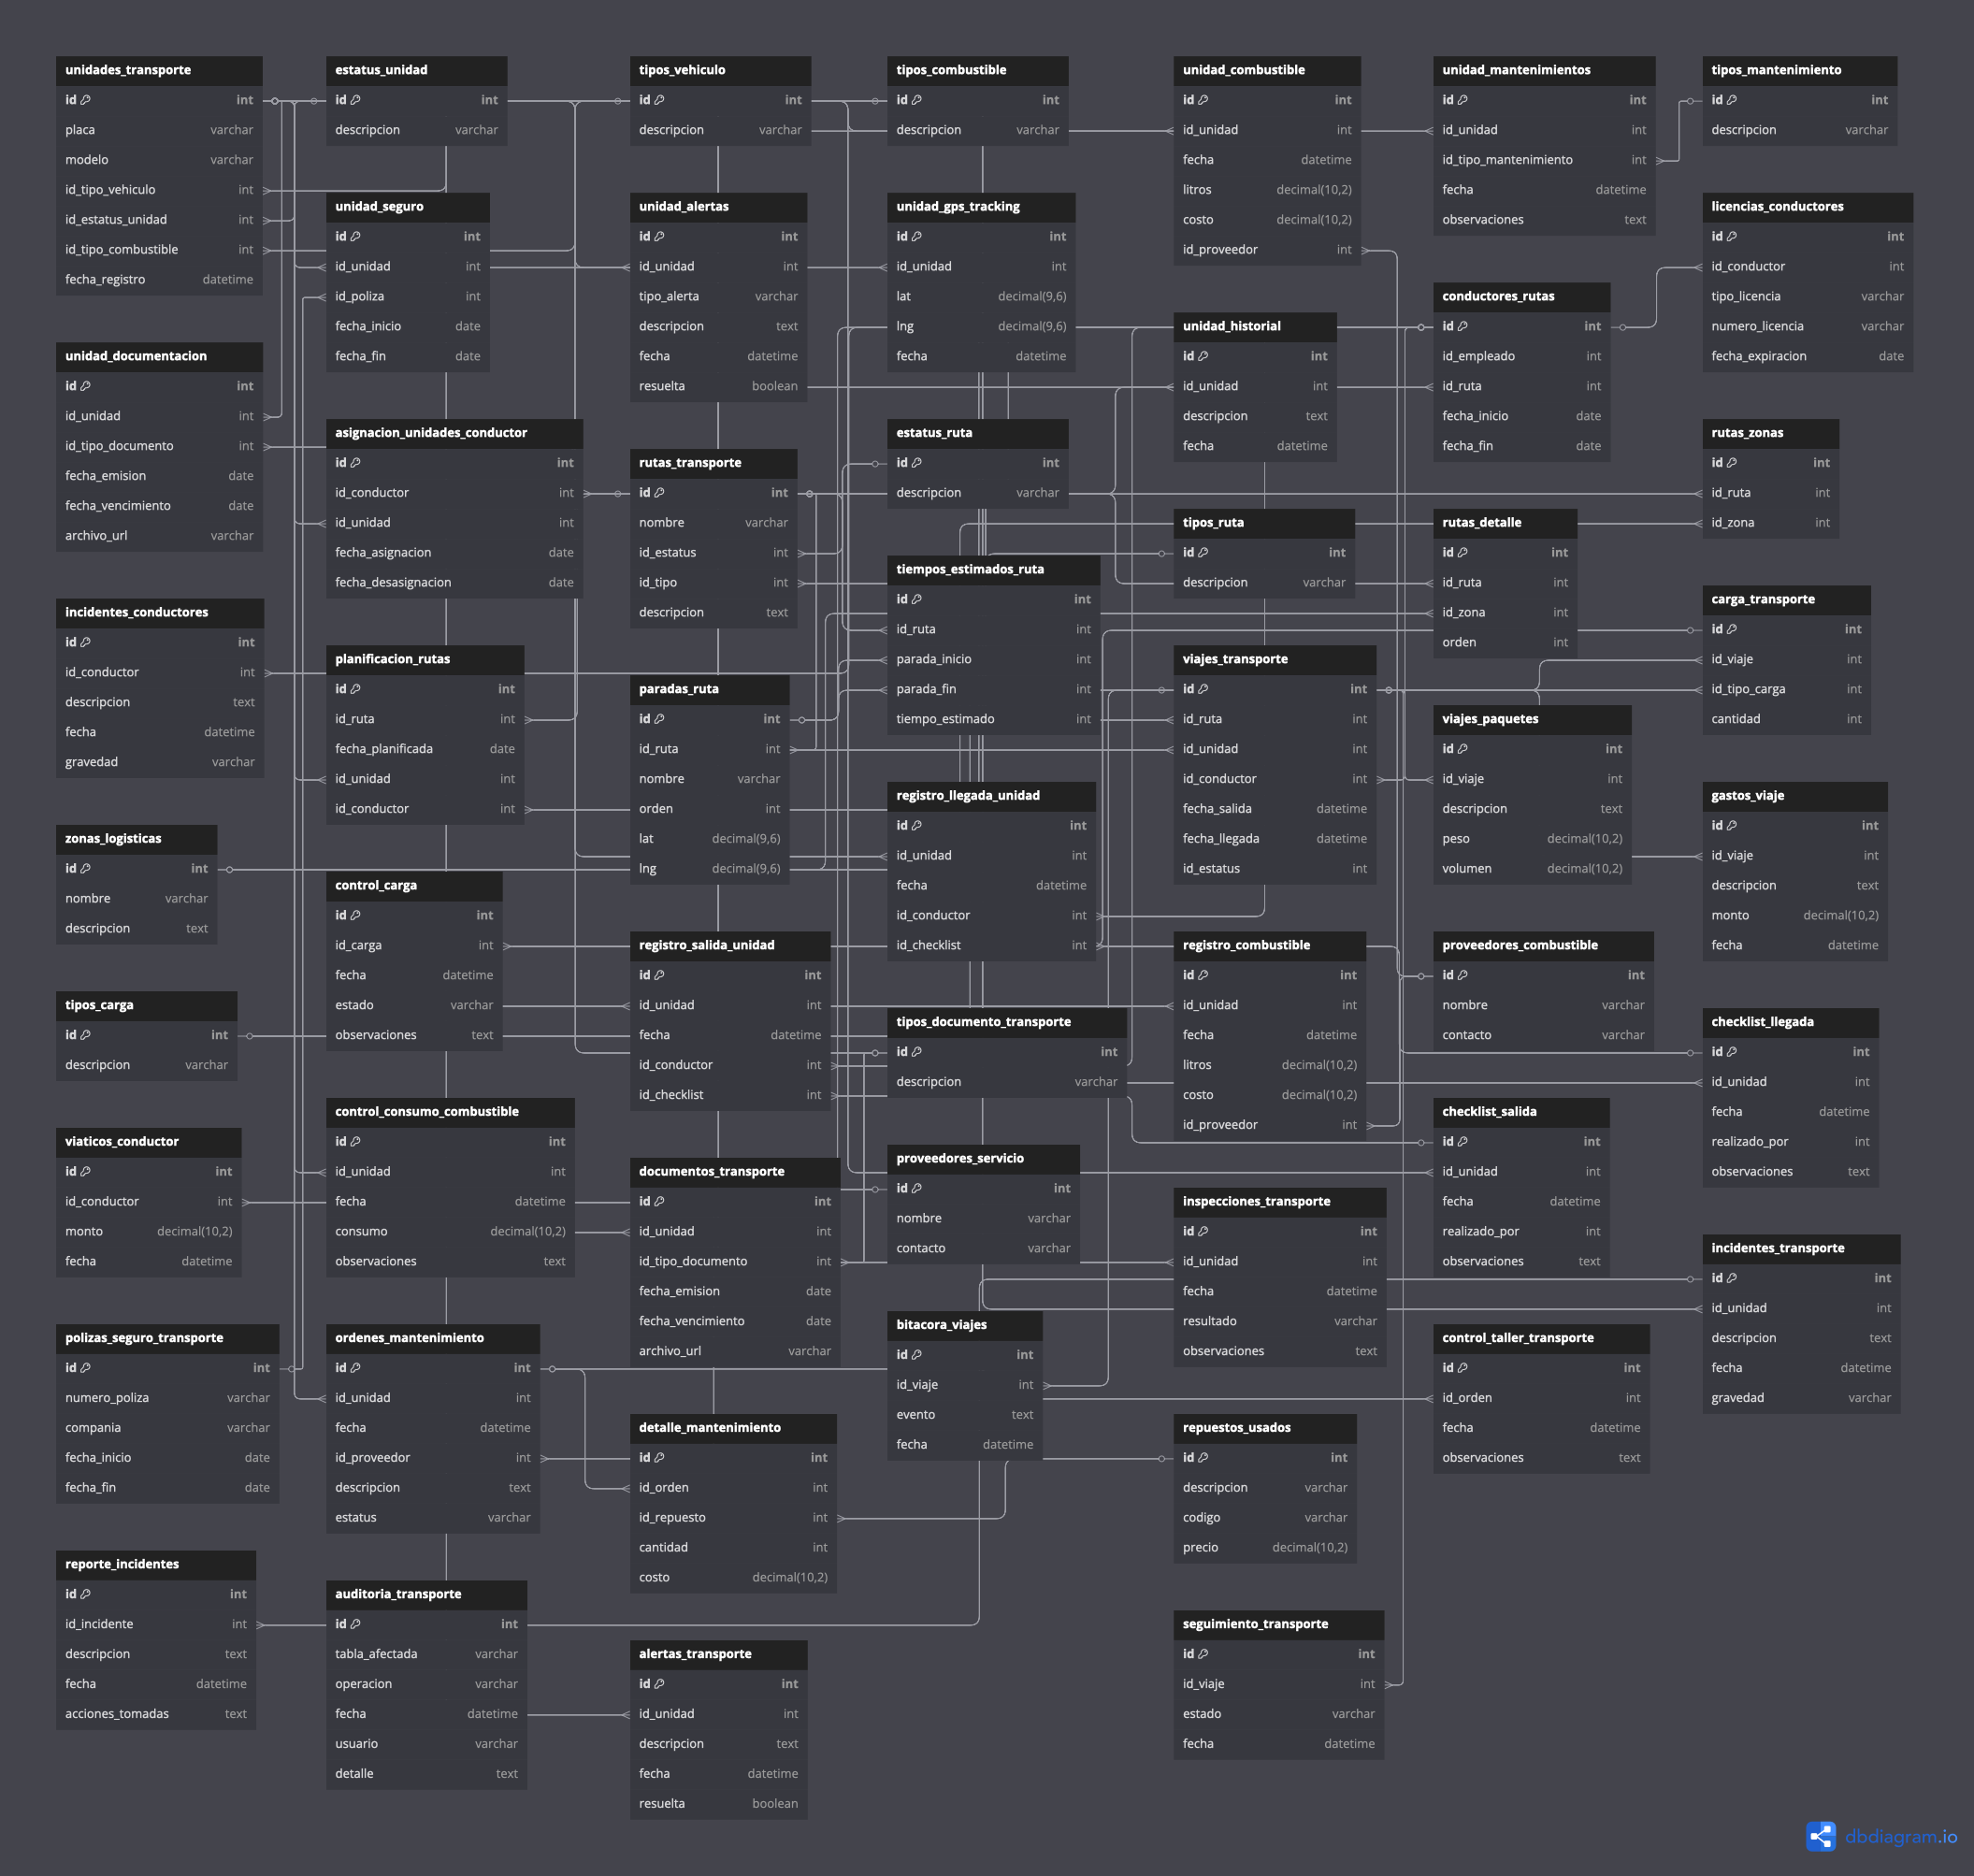 unidades_transporte
id int
placa varchar
modelo varchar
id_tipo_vehiculo int
id_estatus_unidad int
id_tipo_combustible int
fecha_registro datetime
estatus_unidad
id int
descripcion varchar
tipos_vehiculo
id int
descripcion varchar
tipos_combustible
id int
descripcion varchar
unidad_combustible
id int
id_unidad int
fecha datetime
litros decimal(10,2)
costo decimal(10,2)
id_proveedor int
unidad_mantenimientos
id int
id_unidad int
id_tipo_mantenimiento int
fecha datetime
observaciones text
tipos_mantenimiento
id int
descripcion varchar
unidad_seguro
id int
id_unidad int
id_poliza int
fecha_inicio date
fecha_fin date
unidad_alertas
id int
id_unidad int
tipo_alerta varchar
descripcion text
fecha datetime
resuelta boolean
unidad_gps_tracking
id int
id_unidad int
lat decimal(9,6)
lng decimal(9,6)
fecha datetime
licencias_conductores
id int
id_conductor int
tipo_licencia varchar
numero_licencia varchar
fecha_expiracion date
conductores_rutas
id int
id_empleado int
id_ruta int
fecha_inicio date
fecha_fin date
unidad_historial
id int
id_unidad int
descripcion text
fecha datetime
unidad_documentacion
id int
id_unidad int
id_tipo_documento int
fecha_emision date
fecha_vencimiento date
archivo_url varchar
asignacion_unidades_conductor
id int
id_conductor int
id_unidad int
fecha_asignacion date
fecha_desasignacion date
rutas_transporte
id int
nombre varchar
id_estatus int
id_tipo int
descripcion text
estatus_ruta
id int
descripcion varchar
rutas_zonas
id int
id_ruta int
id_zona int
tipos_ruta
id int
descripcion varchar
rutas_detalle
id int
id_ruta int
id_zona int
orden int
tiempos_estimados_ruta
id int
id_ruta int
parada_inicio int
parada_fin int
tiempo_estimado int
carga_transporte
id int
id_viaje int
id_tipo_carga int
cantidad int
incidentes_conductores
id int
id_conductor int
descripcion text
fecha datetime
gravedad varchar
planificacion_rutas
id int
id_ruta int
fecha_planificada date
id_unidad int
id_conductor int
paradas_ruta
id int
id_ruta int
nombre varchar
orden int
lat decimal(9,6)
lng decimal(9,6)
viajes_transporte
id int
id_ruta int
id_unidad int
id_conductor int
fecha_salida datetime
fecha_llegada datetime
id_estatus int
viajes_paquetes
id int
id_viaje int
descripcion text
peso decimal(10,2)
volumen decimal(10,2)
registro_llegada_unidad
id int
id_unidad int
fecha datetime
id_conductor int
id_checklist int
gastos_viaje
id int
id_viaje int
descripcion text
monto decimal(10,2)
fecha datetime
zonas_logisticas
id int
nombre varchar
descripcion text
control_carga
id int
id_carga int
fecha datetime
estado varchar
observaciones text
registro_salida_unidad
id int
id_unidad int
fecha datetime
id_conductor int
id_checklist int
registro_combustible
id int
id_unidad int
fecha datetime
litros decimal(10,2)
costo decimal(10,2)
id_proveedor int
proveedores_combustible
id int
nombre varchar
contacto varchar
tipos_carga
id int
descripcion varchar
tipos_documento_transporte
id int
descripcion varchar
checklist_llegada
id int
id_unidad int
fecha datetime
realizado_por int
observaciones text
control_consumo_combustible
id int
id_unidad int
fecha datetime
consumo decimal(10,2)
observaciones text
checklist_salida
id int
id_unidad int
fecha datetime
realizado_por int
observaciones text
viaticos_conductor
id int
id_conductor int
monto decimal(10,2)
fecha datetime
documentos_transporte
id int
id_unidad int
id_tipo_documento int
fecha_emision date
fecha_vencimiento date
archivo_url varchar
proveedores_servicio
id int
nombre varchar
contacto varchar
inspecciones_transporte
id int
id_unidad int
fecha datetime
resultado varchar
observaciones text
incidentes_transporte
id int
id_unidad int
descripcion text
fecha datetime
gravedad varchar
polizas_seguro_transporte
id int
numero_poliza varchar
compania varchar
fecha_inicio date
fecha_fin date
ordenes_mantenimiento
id int
id_unidad int
fecha datetime
id_proveedor int
descripcion text
estatus varchar
bitacora_viajes
id int
id_viaje int
evento text
fecha datetime
control_taller_transporte
id int
id_orden int
fecha datetime
observaciones text
detalle_mantenimiento
id int
id_orden int
id_repuesto int
cantidad int
costo decimal(10,2)
repuestos_usados
id int
descripcion varchar
codigo varchar
precio decimal(10,2)
reporte_incidentes
id int
id_incidente int
descripcion text
fecha datetime
acciones_tomadas text
auditoria_transporte
id int
tabla_afectada varchar
operacion varchar
fecha datetime
usuario varchar
detalle text
alertas_transporte
id int
id_unidad int
descripcion text
fecha datetime
resuelta boolean
seguimiento_transporte
id int
id_viaje int
estado varchar
fecha datetime
dbdiagram.io